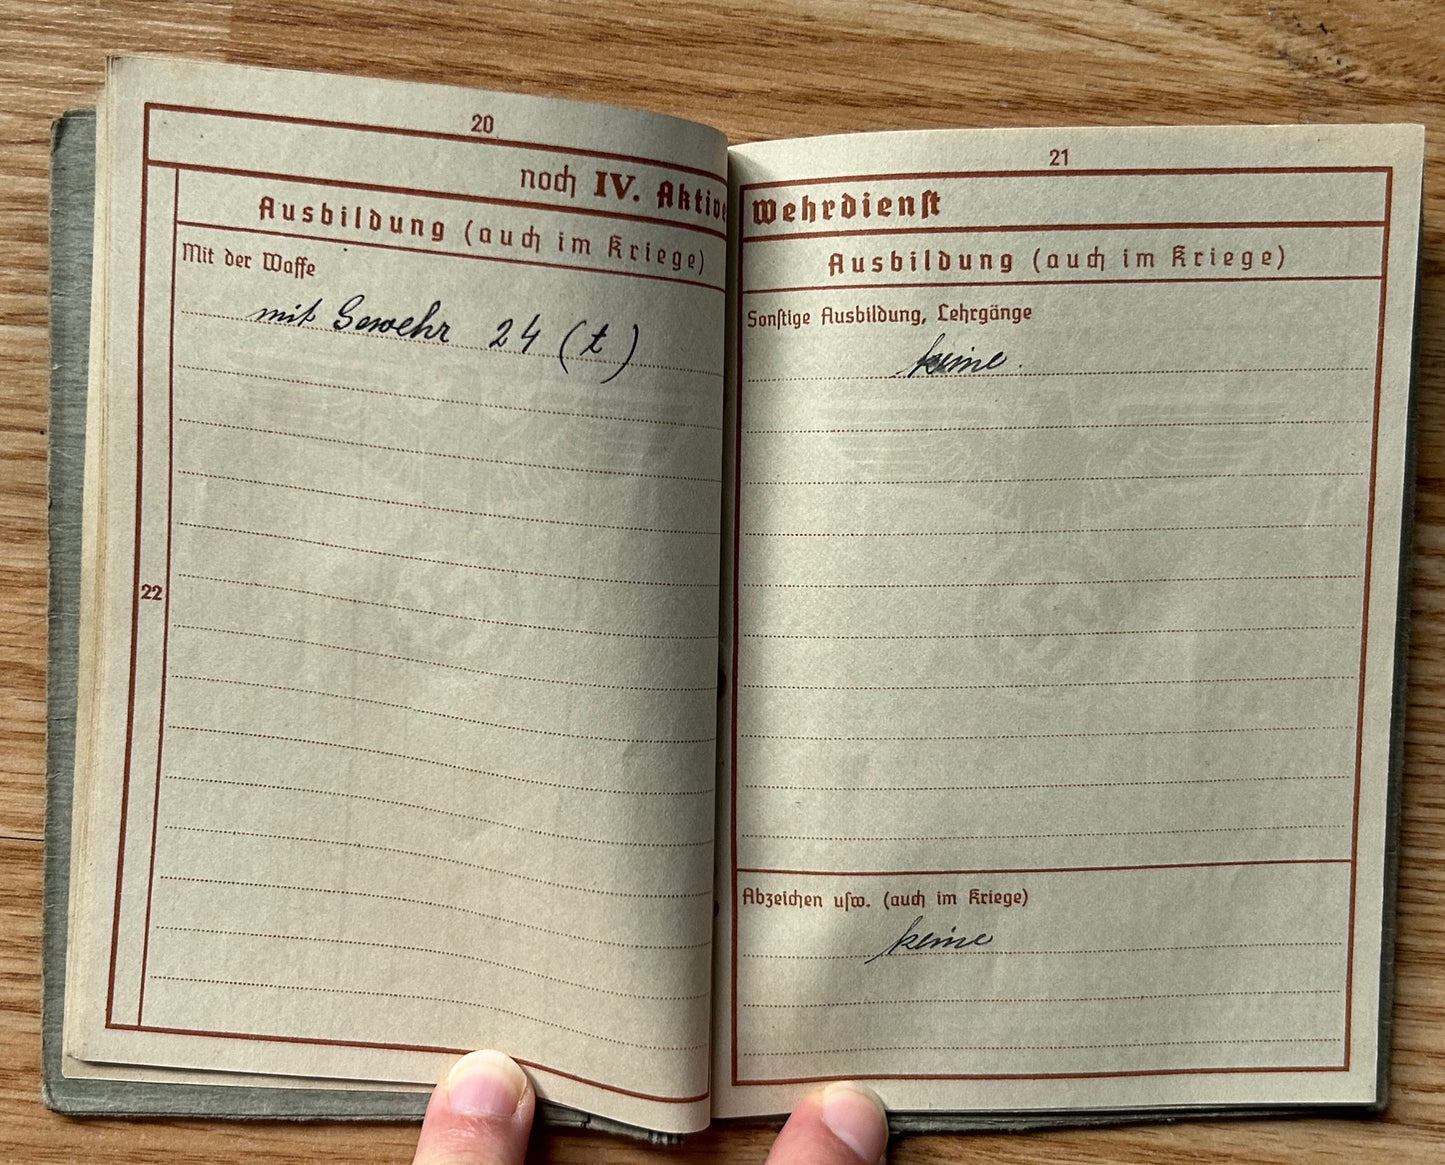 20
noch IV. Aktive
Ausbildung (auch im Kriege)
Mit der Waffe
mit Gewehr 24 (t)
22
21
Wehrdienst
Ausbildung (auch im Kriege)
Sonstige Ausbildung, Lehrgänge
keine.
Abzeichen usw. (auch im Kriege)
keine